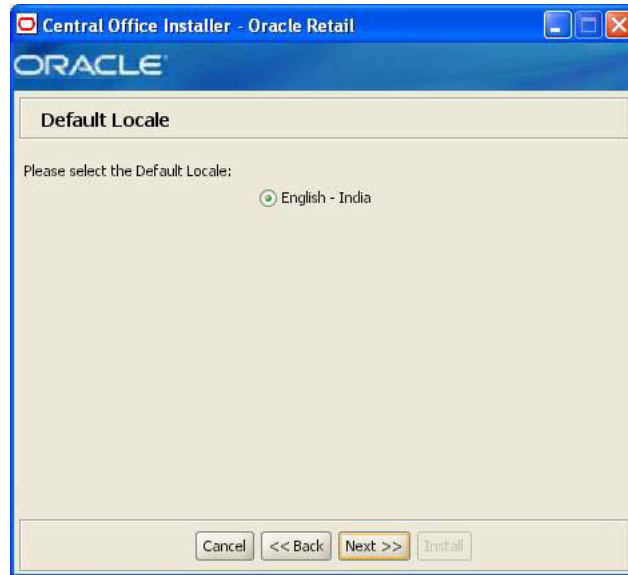 Central Office Installer - Oracle Retail
ORACLE
Default Locale
Please select the Default Locale:
English - India
Cancel << Back Next >> Install